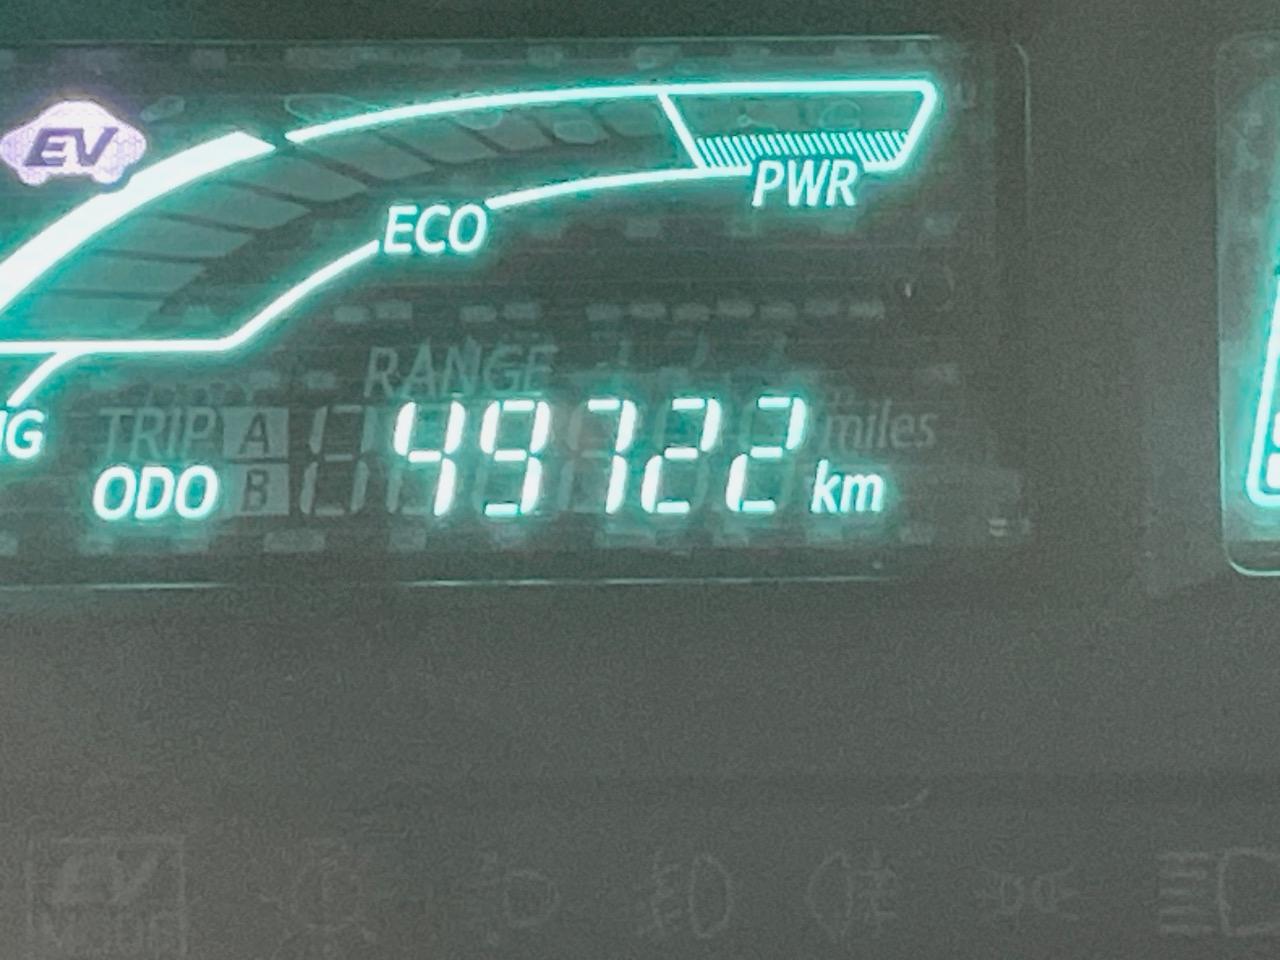 EV
PWR
ECO
RANGE
TRIP A
miles
ODO B 49722 km